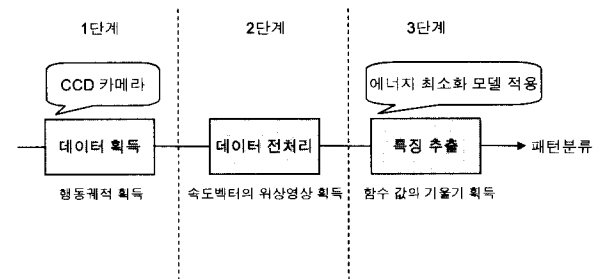 1단계
2단계
3단계
CCD 카메라
에너지 최소화 모델 적용
데이터 획득
데이터 전처리
특징 추출
패턴분류
행동궤적 획득
속도벡터의 위상영상 획득
함수 값의 기울기 획득